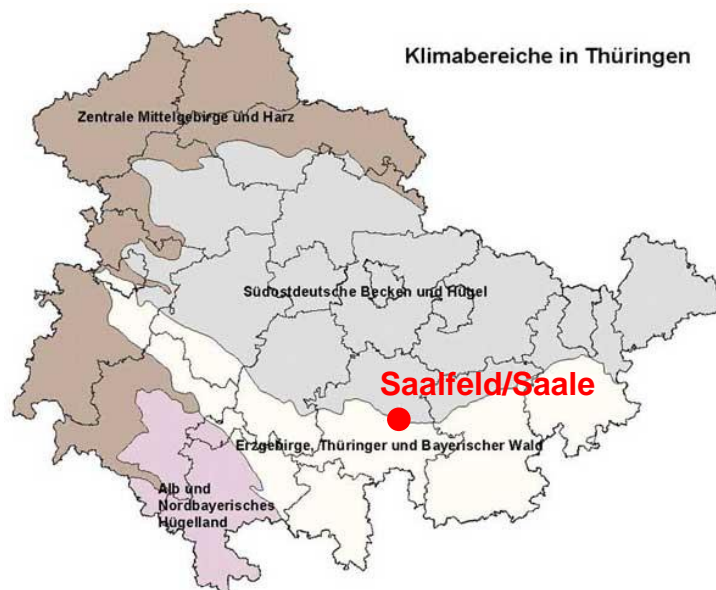 Klimabereiche in Thüringen
Zentrale Mittelgebirge und Harz
Südostdeutsche Becken und Hügel
Saalfeld/Saale
Erzgebirge, Thüringer und Bayerischer Wald
Alb und
Nordbayerisches
Hügelland